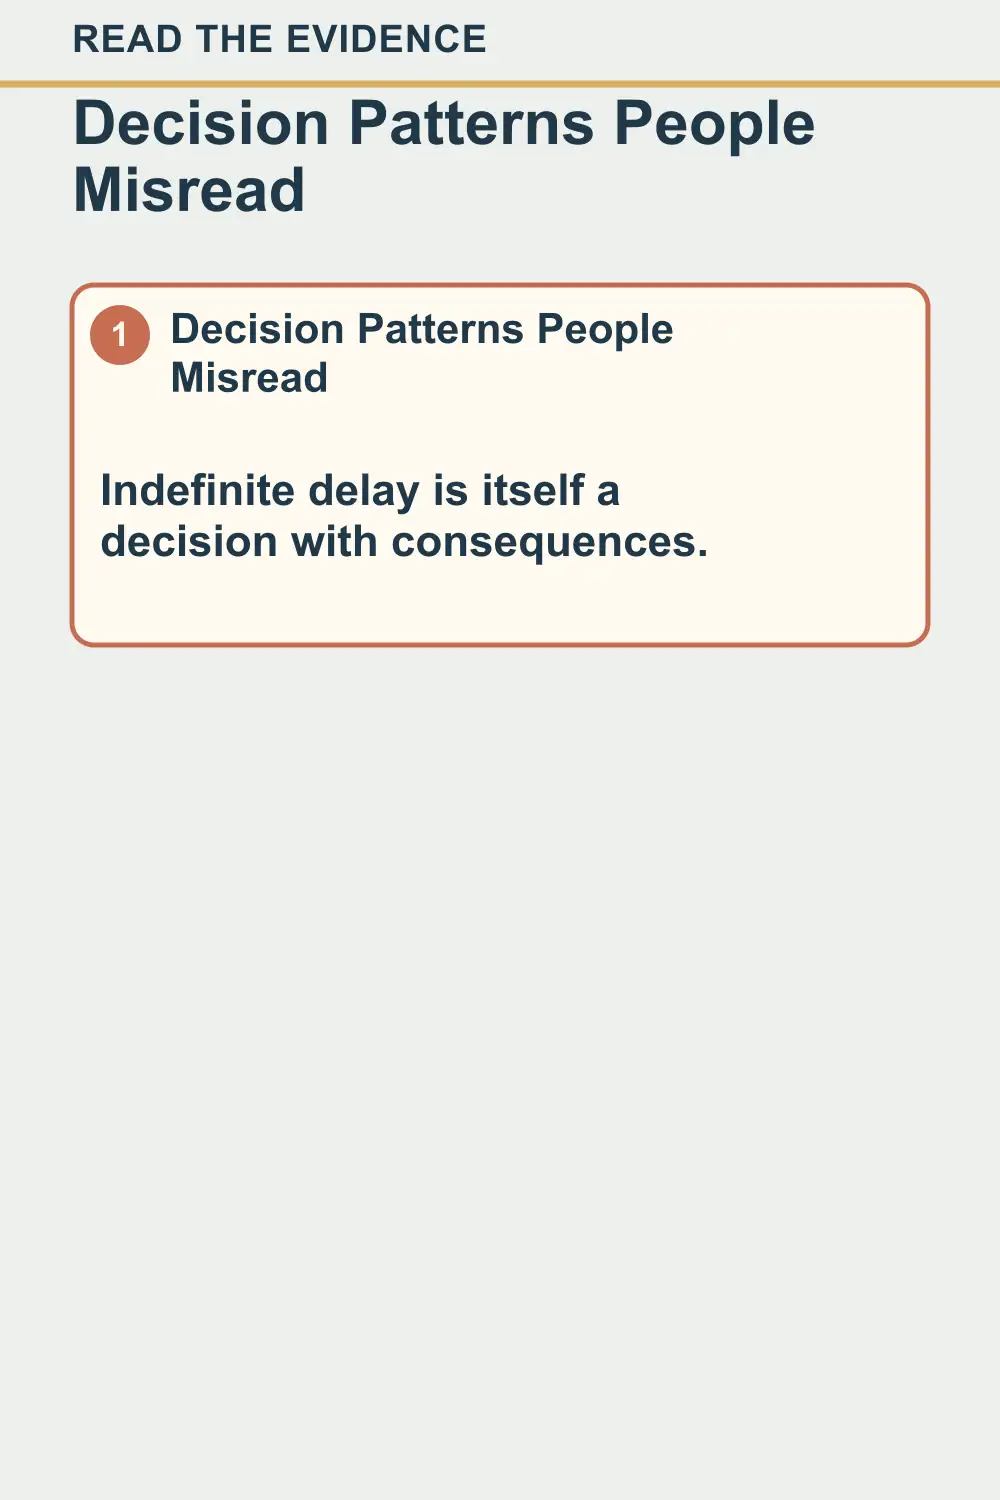 READ THE EVIDENCE
Decision Patterns People
Misread
1
Decision Patterns People
Misread
Indefinite delay is itself a
decision with consequences.